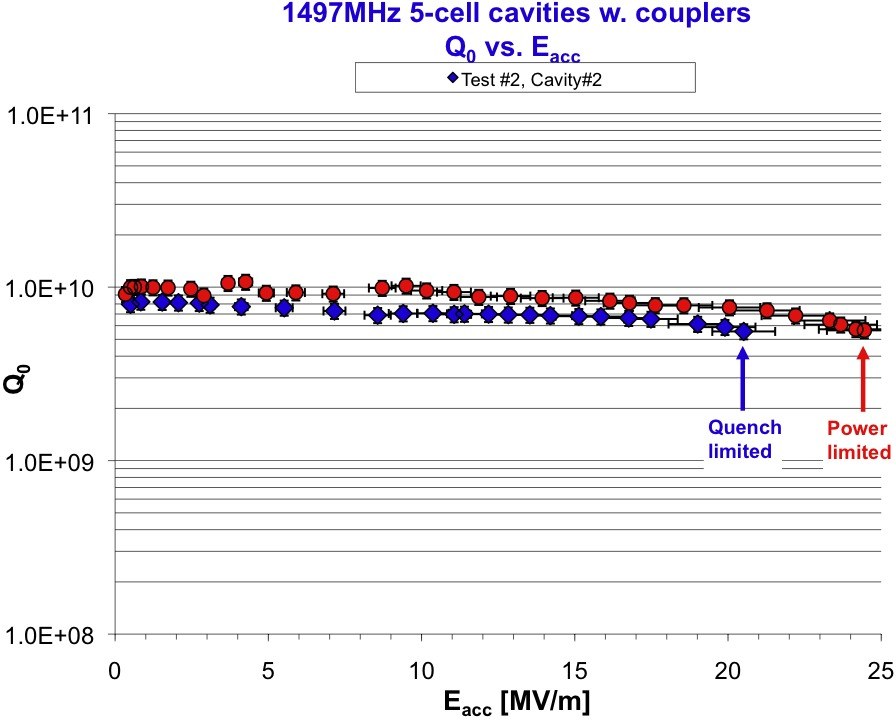 1497MHz 5-cell cavities w. couplers
Q0 vs. Eacc
Test #2, Cavity#2
1.0E+11
1.0E+10
1.0E+09
1.0E+08
Q0
Quench
limited
Power
limited
0 5 10 15 20 25
Eacc [MV/m]